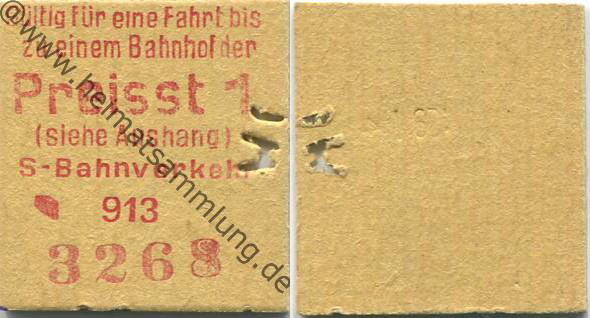 ültig für eine Fahrt bis
zu einem Bahnhof der
Preisst 1
(siehe Aushang)
S-Bahnverkehr
913
3268
@www.heimatsammlung.de